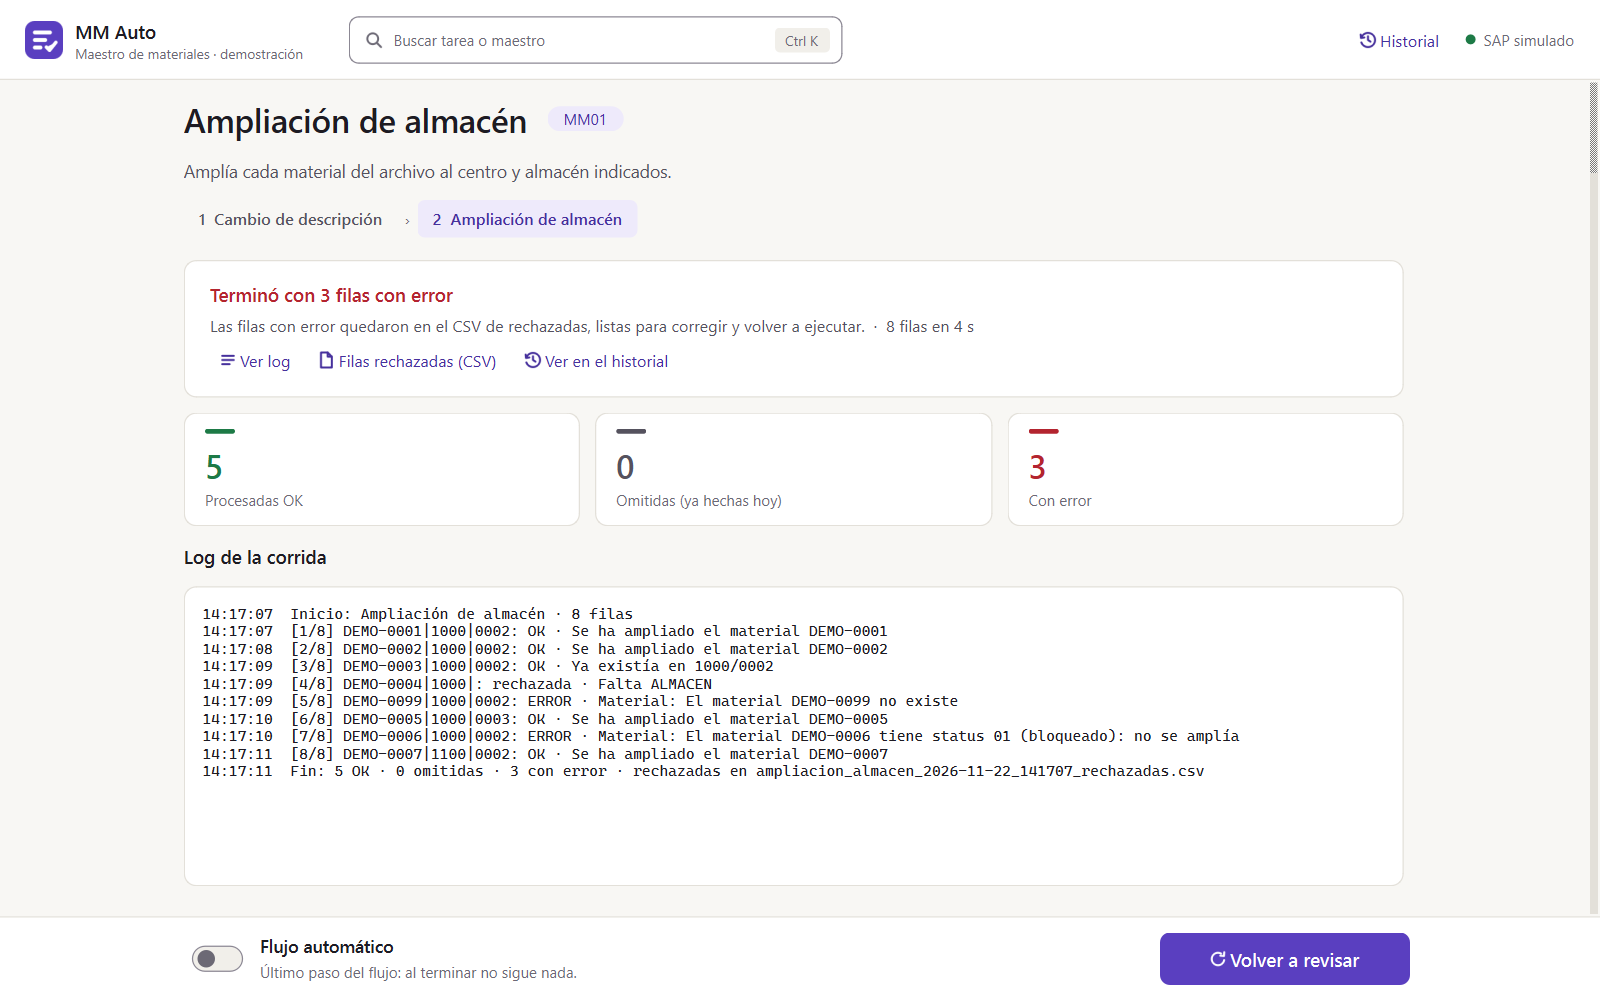 MM Auto
Maestro de materiales · demostración
Buscar tarea o maestro
Ctrl K
Historial
SAP simulado
Ampliación de almacén
MM01
Amplía cada material del archivo al centro y almacén indicados.
1 Cambio de descripción › 2 Ampliación de almacén
Terminó con 3 filas con error
Las filas con error quedaron en el CSV de rechazadas, listas para corregir y volver a ejecutar. · 8 filas en 4 s
Ver log
Filas rechazadas (CSV)
Ver en el historial
5
Procesadas OK
0
Omitidas (ya hechas hoy)
3
Con error
Log de la corrida
14:17:07 Inicio: Ampliación de almacén · 8 filas
14:17:07 [1/8] DEMO-0001|1000|0002: OK · Se ha ampliado el material DEMO-0001
14:17:08 [2/8] DEMO-0002|1000|0002: OK · Se ha ampliado el material DEMO-0002
14:17:09 [3/8] DEMO-0003|1000|0002: OK · Ya existía en 1000/0002
14:17:09 [4/8] DEMO-0004|1000|: rechazada · Falta ALMACEN
14:17:09 [5/8] DEMO-0099|1000|0002: ERROR · Material: El material DEMO-0099 no existe
14:17:10 [6/8] DEMO-0005|1000|0003: OK · Se ha ampliado el material DEMO-0005
14:17:10 [7/8] DEMO-0006|1000|0002: ERROR · Material: El material DEMO-0006 tiene status 01 (bloqueado): no se amplía
14:17:11 [8/8] DEMO-0007|1100|0002: OK · Se ha ampliado el material DEMO-0007
14:17:11 Fin: 5 OK · 0 omitidas · 3 con error · rechazadas en ampliacion_almacen_2026-11-22_141707_rechazadas.csv
Flujo automático
Último paso del flujo: al terminar no sigue nada.
Volver a revisar